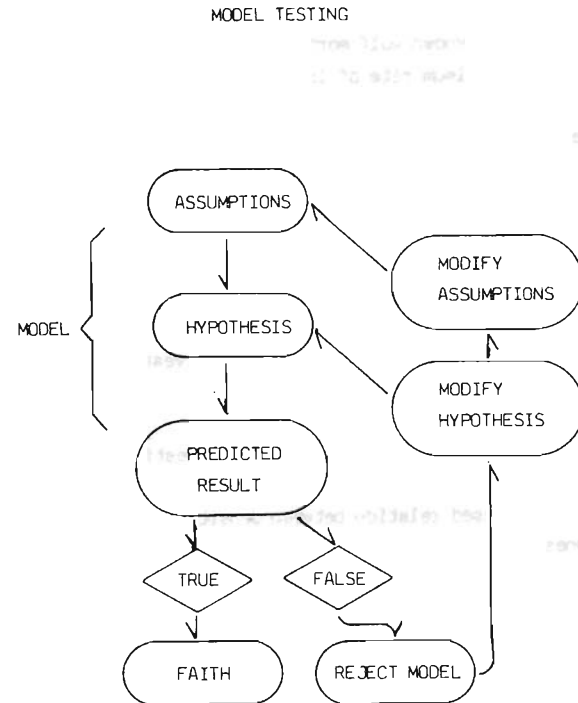 MODEL TESTING
ASSUMPTIONS
MODIFY
ASSUMPTIONS
MODEL
HYPOTHESIS
MODIFY
HYPOTHESIS
PREDICTED
RESULT
TRUE
FALSE
FAITH
REJECT MODEL